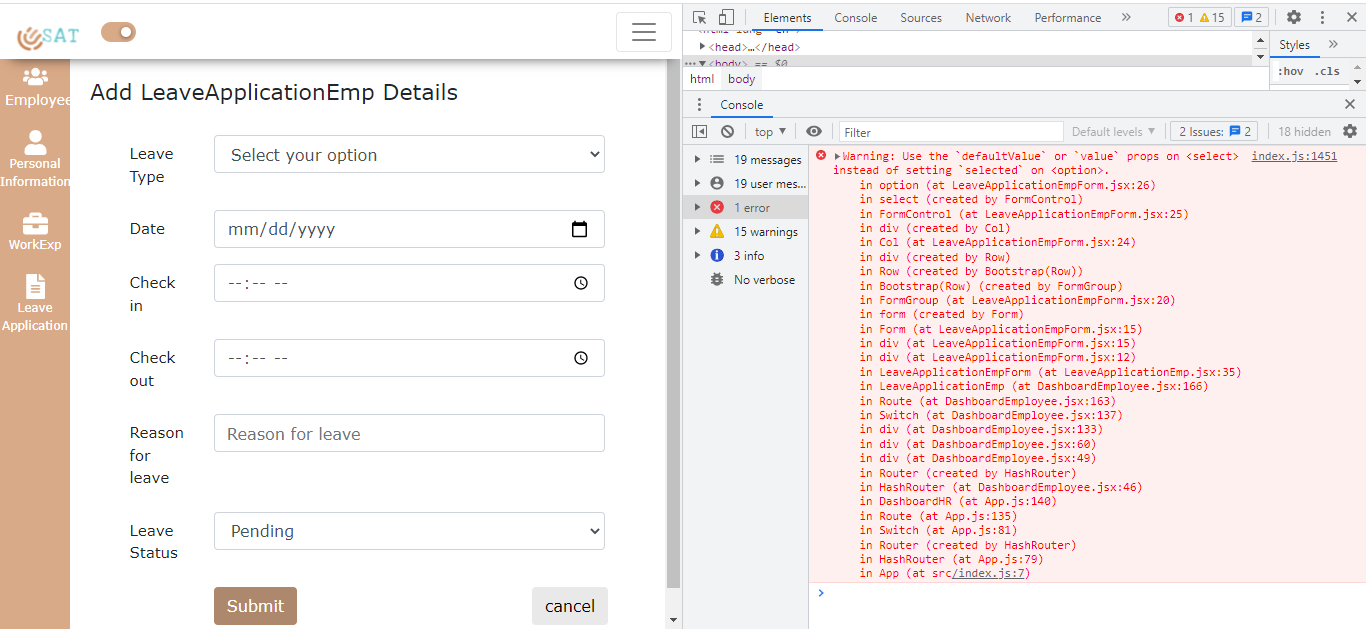 SAT
Employee
Personal
Information
WorkExp
Leave
Application
Add LeaveApplicationEmp Details
Leave
Type
Select your option
Date
mm/dd/yyyy
Check
in
--:-- --
Check
out
--:-- --
Reason
for
leave
Reason for leave
Leave
Status
Pending
Submit
cancel
Elements Console Sources Network Performance » 1 15 2
<head>…</head>
<body> == $0
html body
Styles »
:hov .cls
Console
top Filter Default levels 2 Issues: 2 18 hidden
19 messages
19 user mes...
1 error
15 warnings
3 info
No verbose
Warning: Use the `defaultValue` or `value` props on <select> index.js:1451
instead of setting `selected` on <option>.
in option (at LeaveApplicationEmpForm.jsx:26)
in select (created by FormControl)
in FormControl (at LeaveApplicationEmpForm.jsx:25)
in div (created by Col)
in Col (at LeaveApplicationEmpForm.jsx:24)
in div (created by Row)
in Row (created by Bootstrap(Row))
in Bootstrap(Row) (created by FormGroup)
in FormGroup (at LeaveApplicationEmpForm.jsx:20)
in form (created by Form)
in Form (at LeaveApplicationEmpForm.jsx:15)
in div (at LeaveApplicationEmpForm.jsx:15)
in div (at LeaveApplicationEmpForm.jsx:12)
in LeaveApplicationEmpForm (at LeaveApplicationEmp.jsx:35)
in LeaveApplicationEmp (at DashboardEmployee.jsx:166)
in Route (at DashboardEmployee.jsx:163)
in Switch (at DashboardEmployee.jsx:137)
in div (at DashboardEmployee.jsx:133)
in div (at DashboardEmployee.jsx:60)
in div (at DashboardEmployee.jsx:49)
in Router (created by HashRouter)
in HashRouter (at DashboardEmployee.jsx:46)
in DashboardHR (at App.js:140)
in Route (at App.js:135)
in Switch (at App.js:81)
in Router (created by HashRouter)
in HashRouter (at App.js:79)
in App (at src/index.js:7)